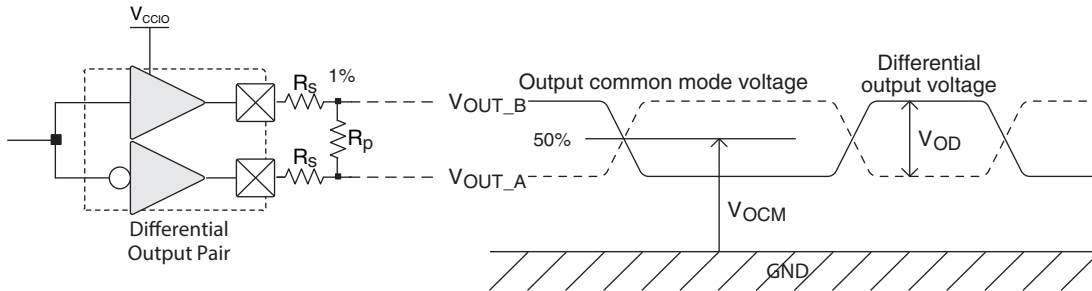 VCCIO
Rs
1%
Rp
Rs
Differential
Output Pair
VOUT_B
VOUT_A
Output common mode voltage
50%
VOCM
Differential
output voltage
VOD
GND